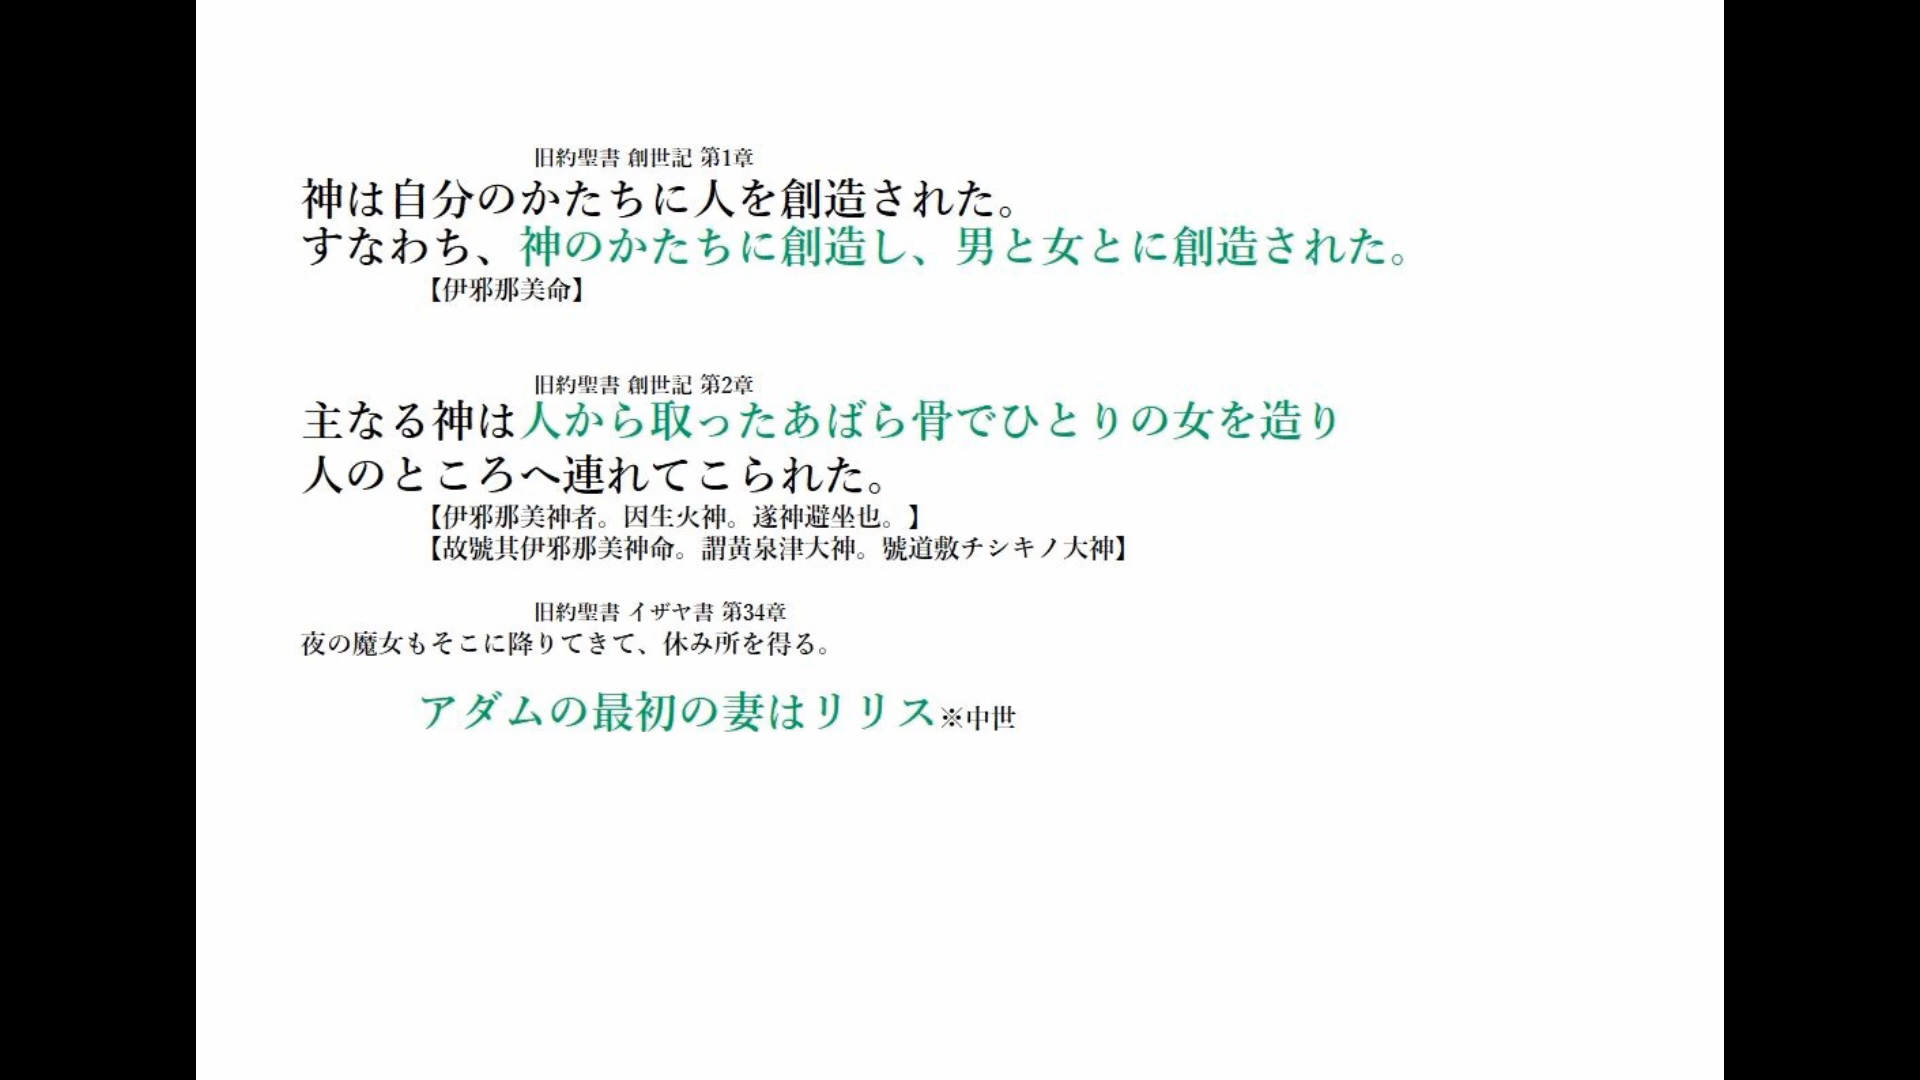 旧約聖書 創世記 第1章
神は自分のかたちに人を創造された。
すなわち、神のかたちに創造し、男と女とに創造された。
【伊邪那美命】
旧約聖書 創世記 第2章
主なる神は人から取ったあばら骨でひとりの女を造り
人のところへ連れてこられた。
【伊邪那美神者。因生火神。遂神避坐也。】
【故號其伊邪那美神命。謂黄泉津大神。號道敷チシキノ大神】
旧約聖書 イザヤ書 第34章
夜の魔女もそこに降りてきて、休み所を得る。
アダムの最初の妻はリリス※中世